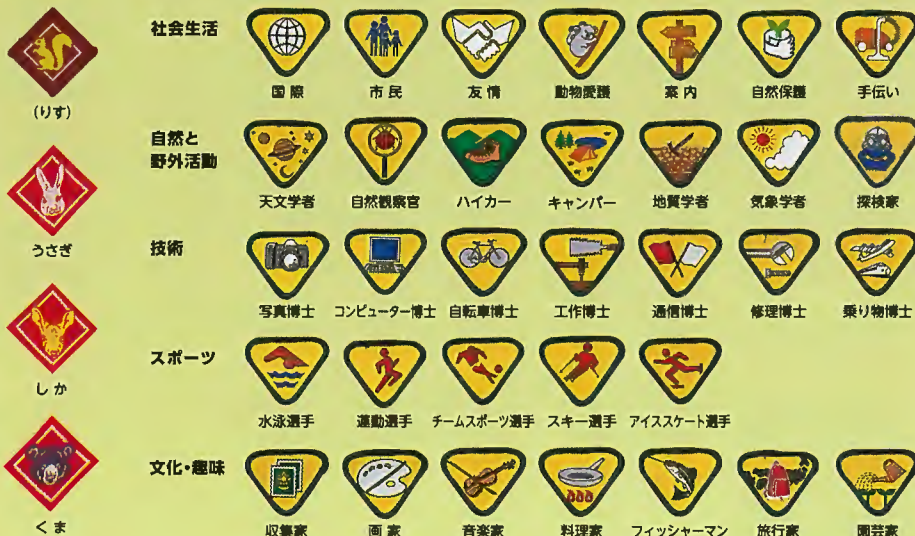 (りす)
うさぎ
しか
くま
社会生活
国際 市民 友情 動物愛護 案内 自然保護 手伝い
自然と
野外活動
天文学者 自然観察官 ハイカー キャンパー 地質学者 気象学者 探検家
技術
写真博士 コンピューター博士 自転車博士 工作博士 通信博士 修理博士 乗り物博士
スポーツ
水泳選手 運動選手 チームスポーツ選手 スキー選手 アイススケート選手
文化・趣味
収集家 画家 音楽家 料理家 フィッシャーマン 旅行家 園芸家